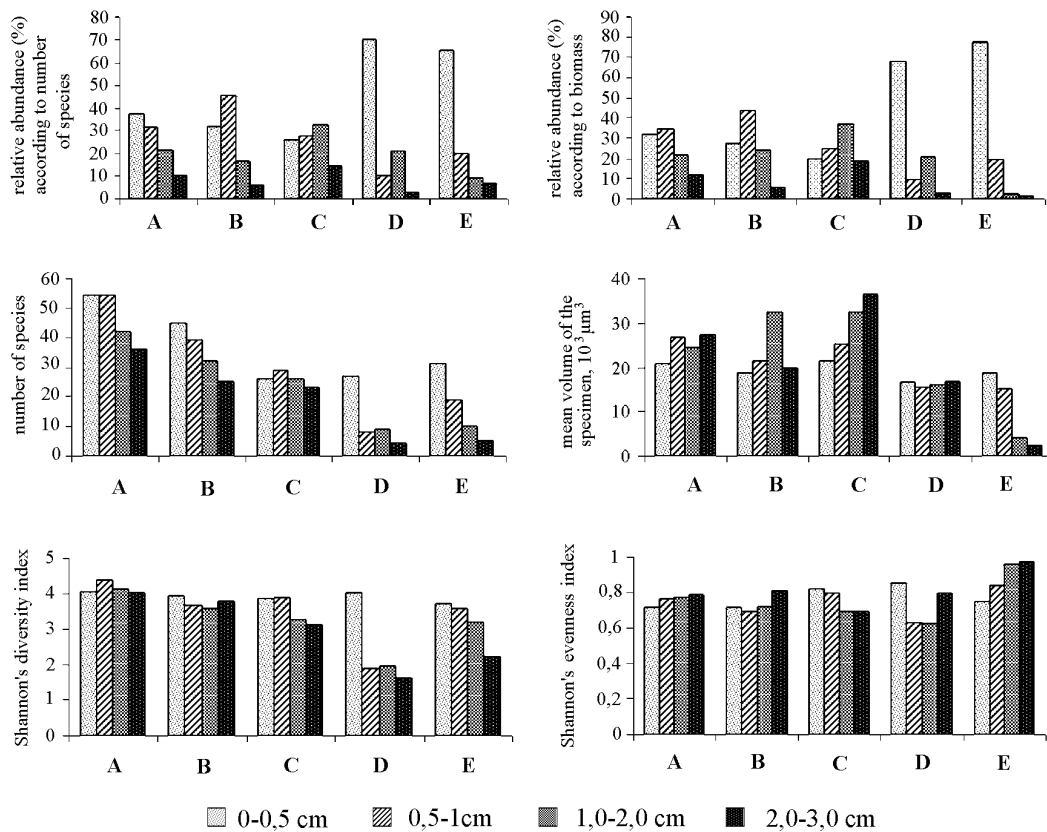 relative abundance (%)
according to number
of species
80
70
60
50
40
30
20
10
0
A B C D E
relative abundance (%)
according to biomass
90
80
70
60
50
40
30
20
10
0
A B C D E
number of species
60
50
40
30
20
10
0
A B C D E
mean volume of the
specimen, 10³µm³
40
30
20
10
0
A B C D E
Shannon's diversity index
5
4
3
2
1
0
A B C D E
Shannon's evenness index
1
0,8
0,6
0,4
0,2
0
A B C D E
0-0,5 cm 0,5-1cm 1,0-2,0 cm 2,0-3,0 cm